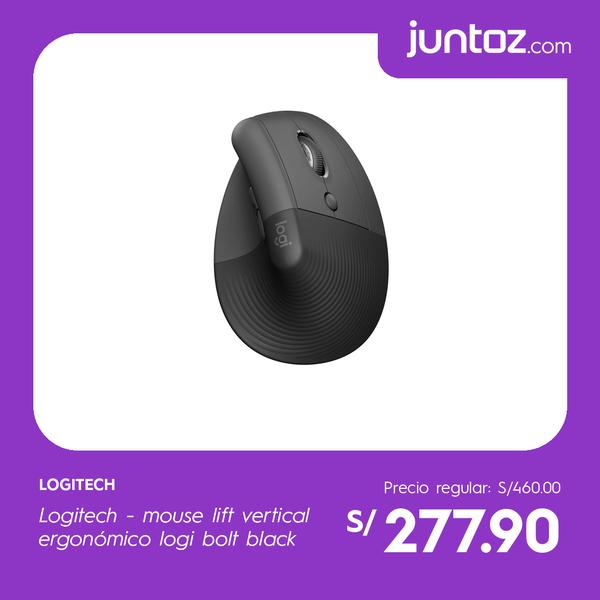 juntoz.com
logi
LOGITECH
Logitech - mouse lift vertical
ergonómico logi bolt black
Precio regular: S/460.00
S/ 277.90